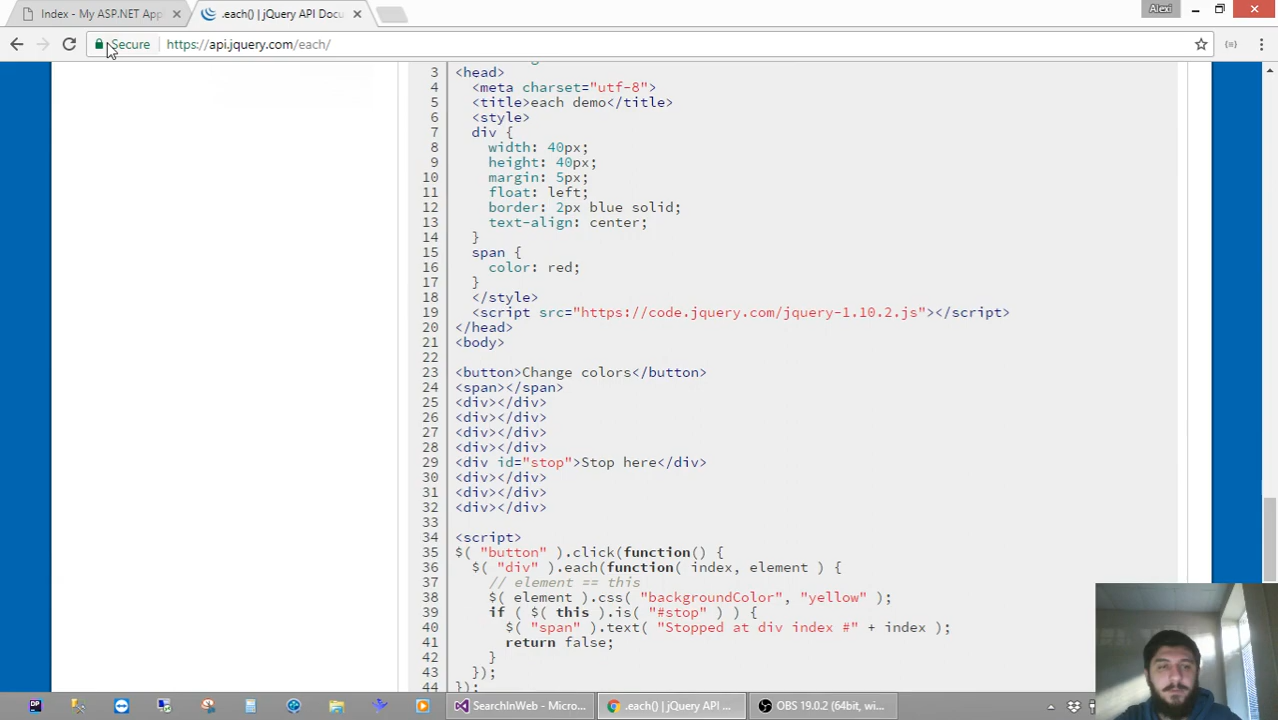 Index - My ASP.NET App
.each() | jQuery API Docu
Alexi
Secure
https://api.jquery.com/each/
3 <head>
4 <meta charset="utf-8">
5 <title>each demo</title>
6 <style>
7 div {
8 width: 40px;
9 height: 40px;
10 margin: 5px;
11 float: left;
12 border: 2px blue solid;
13 text-align: center;
14 }
15 span {
16 color: red;
17 }
18 </style>
19 <script src="https://code.jquery.com/jquery-1.10.2.js"></script>
20 </head>
21 <body>
22
23 <button>Change colors</button>
24 <span></span>
25 <div></div>
26 <div></div>
27 <div></div>
28 <div></div>
29 <div id="stop">Stop here</div>
30 <div></div>
31 <div></div>
32 <div></div>
33
34 <script>
35 $( "button" ).click(function() {
36 $( "div" ).each(function( index, element ) {
37 // element == this
38 $( element ).css( "backgroundColor", "yellow" );
39 if ( $( this ).is( "#stop" ) ) {
40 $( "span" ).text( "Stopped at div index #" + index );
41 return false;
42 }
43 });
44 });
DP
SearchInWeb - Micro...
.each() | jQuery API ...
OBS 19.0.2 (64bit, wi...